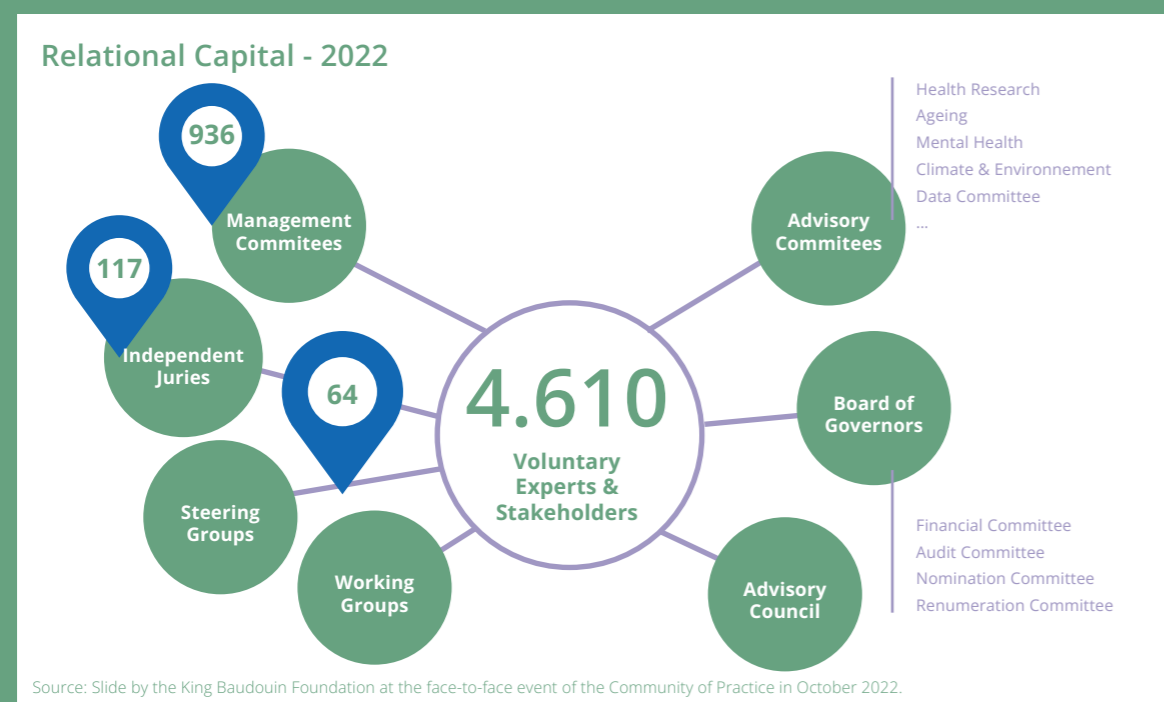 Relational Capital - 2022
936
Management
Commitees
117
Independent
Juries
64
Steering
Groups
Working
Groups
4.610
Voluntary
Experts &
Stakeholders
Advisory
Commitees
Health Research
Ageing
Mental Health
Climate & Environnement
Data Committee
...
Board of
Governors
Financial Committee
Audit Committee
Nomination Committee
Renumeration Committee
Advisory
Council
Source: Slide by the King Baudouin Foundation at the face-to-face event of the Community of Practice in October 2022.